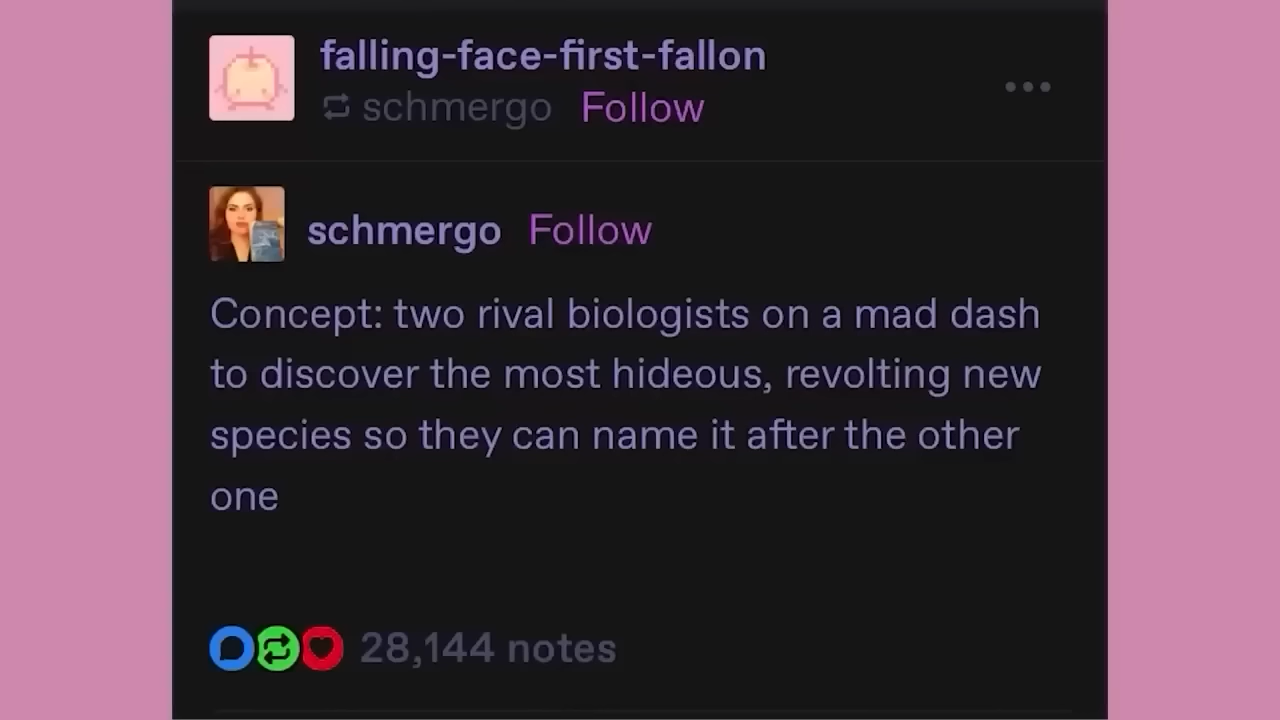 falling-face-first-fallon
schmergo Follow
schmergo Follow
Concept: two rival biologists on a mad dash
to discover the most hideous, revolting new
species so they can name it after the other
one
28,144 notes